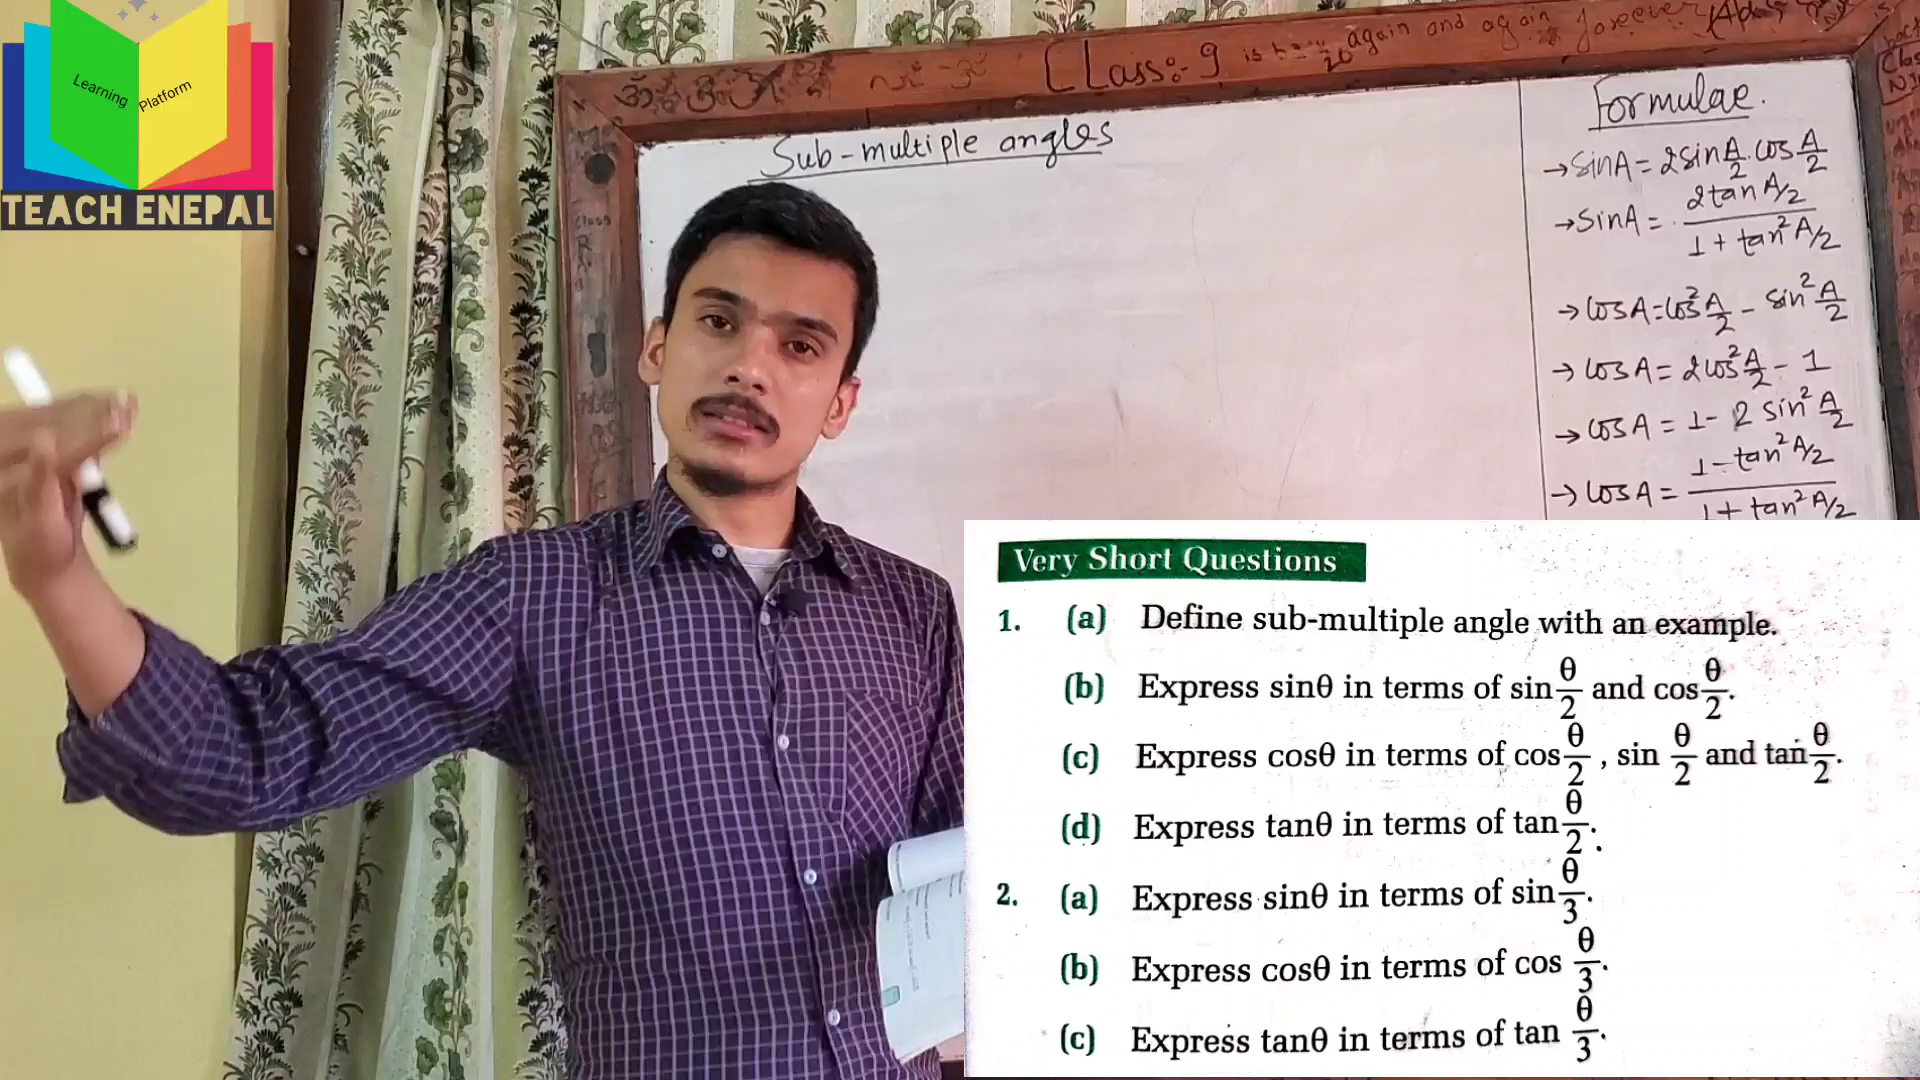 Learning Platform
TEACH ENEPAL
Class:- 9 is again and again forever
Sub-multiple angles
Formulae.
→ SinA = 2 sin A/2 . cos A/2
→ SinA = 2tan A/2 / 1 + tan² A/2
→ cosA = cos² A/2 - sin² A/2
→ cosA = 2cos² A/2 - 1
→ cosA = 1 - 2 sin² A/2
→ cosA = 1 - tan² A/2 / 1 + tan² A/2
Very Short Questions
1. (a) Define sub-multiple angle with an example.
(b) Express sinθ in terms of sin θ/2 and cos θ/2.
(c) Express cosθ in terms of cos θ/2 , sin θ/2 and tan θ/2.
(d) Express tanθ in terms of tan θ/2.
2. (a) Express sinθ in terms of sin θ/3.
(b) Express cosθ in terms of cos θ/3.
(c) Express tanθ in terms of tan θ/3.